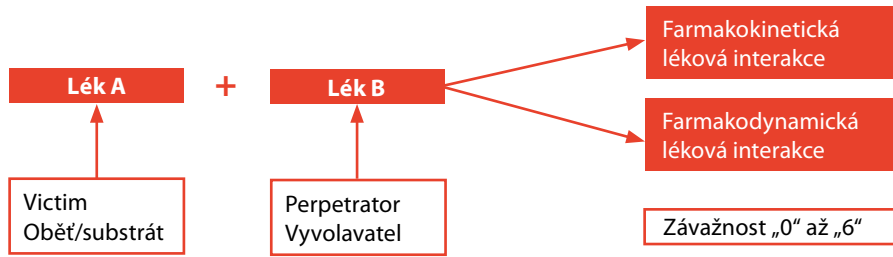 Lék A
+
Lék B
Farmakokinetická
léková interakce
Farmakodynamická
léková interakce
Victim
Oběť/substrát
Perpetrator
Vyvolavatel
Závažnost „0“ až „6“